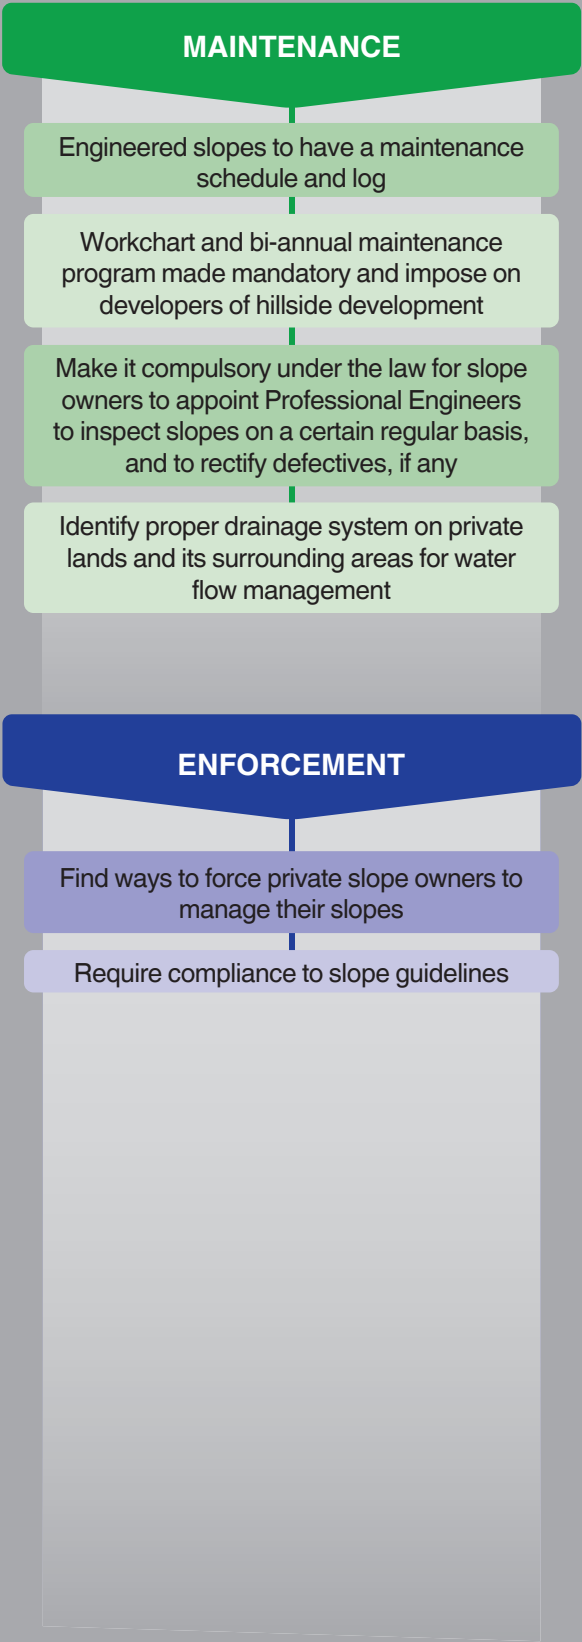 MAINTENANCE
Engineered slopes to have a maintenance
schedule and log
Workchart and bi-annual maintenance
program made mandatory and impose on
developers of hillside development
Make it compulsory under the law for slope
owners to appoint Professional Engineers
to inspect slopes on a certain regular basis,
and to rectify defectives, if any
Identify proper drainage system on private
lands and its surrounding areas for water
flow management
ENFORCEMENT
Find ways to force private slope owners to
manage their slopes
Require compliance to slope guidelines